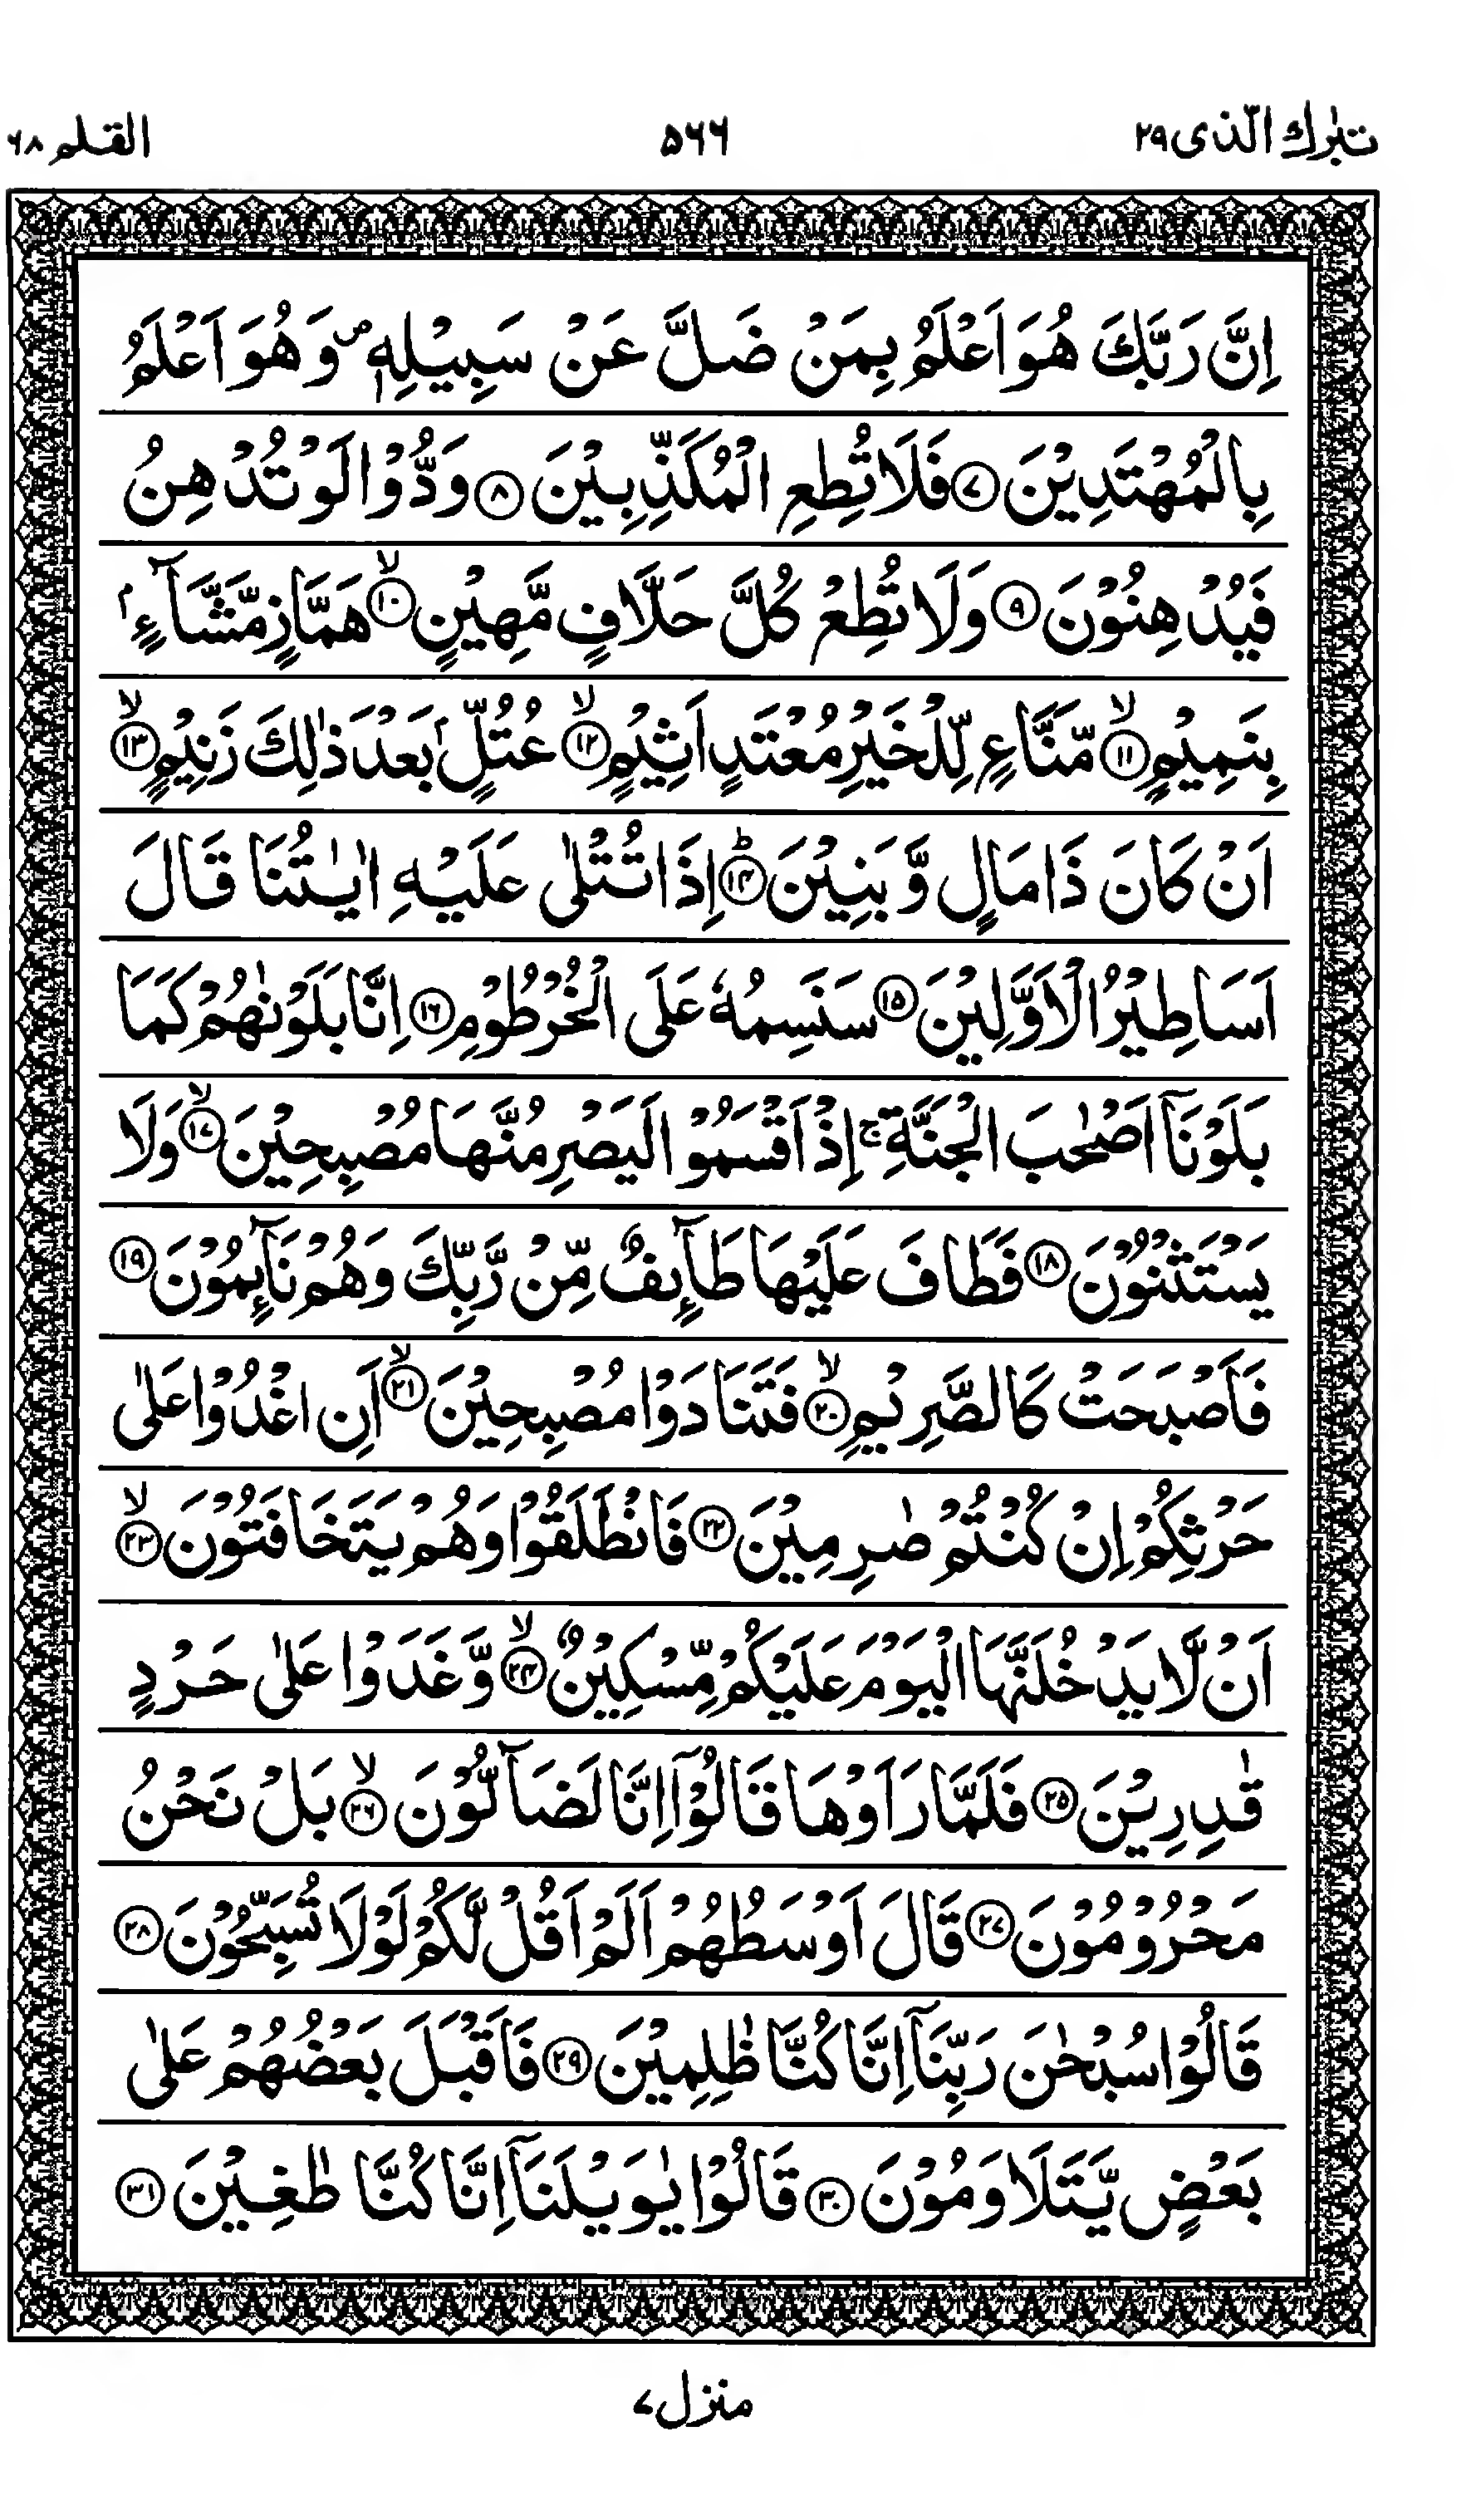 تبٰرك الّذى ٢٩
٥٦٦
القلم ٦٨
اِنَّ رَبَّكَ هُوَ اَعْلَمُ بِمَنْ ضَلَّ عَنْ سَبِيْلِهٖ ۪ وَ هُوَ اَعْلَمُ
بِالْمُهْتَدِيْنَ ﴿٧﴾ فَلَا تُطِعِ الْمُكَذِّبِيْنَ ﴿٨﴾ وَدُّوْا لَوْ تُدْهِنُ
فَيُدْهِنُوْنَ ﴿٩﴾ وَلَا تُطِعْ كُلَّ حَلَّافٍ مَّهِيْنٍ ۙ﴿١٠﴾ هَمَّازٍ مَّشَّآءٍۭ
بِنَمِيْمٍ ۙ﴿١١﴾ مَّنَّاعٍ لِّلْخَيْرِ مُعْتَدٍ اَثِيْمٍ ۙ﴿١٢﴾ عُتُلٍّۭ بَعْدَ ذٰلِكَ زَنِيْمٍ ۙ﴿١٣﴾
اَنْ كَانَ ذَا مَالٍ وَّ بَنِيْنَ ؕ﴿١٤﴾ اِذَا تُتْلٰى عَلَيْهِ اٰيٰتُنَا قَالَ
اَسَاطِيْرُ الْاَوَّلِيْنَ ﴿١٥﴾ سَنَسِمُهٗ عَلَى الْخُرْطُوْمِ ﴿١٦﴾ اِنَّا بَلَوْنٰهُمْ كَمَا
بَلَوْنَآ اَصْحٰبَ الْجَنَّةِ ۚ اِذْ اَقْسَمُوْا لَيَصْرِمُنَّهَا مُصْبِحِيْنَ ۙ﴿١٧﴾ وَلَا
يَسْتَثْنُوْنَ ﴿١٨﴾ فَطَافَ عَلَيْهَا طَآئِفٌ مِّنْ رَّبِّكَ وَهُمْ نَآئِمُوْنَ ﴿١٩﴾
فَاَصْبَحَتْ كَالصَّرِيْمِ ۙ﴿٢٠﴾ فَتَنَادَوْا مُصْبِحِيْنَ ۙ﴿٢١﴾ اَنِ اغْدُوْا عَلٰى
حَرْثِكُمْ اِنْ كُنْتُمْ صٰرِمِيْنَ ﴿٢٢﴾ فَانْطَلَقُوْا وَهُمْ يَتَخَافَتُوْنَ ۙ﴿٢٣﴾
اَنْ لَّا يَدْخُلَنَّهَا الْيَوْمَ عَلَيْكُمْ مِّسْكِيْنٌ ۙ﴿٢٤﴾ وَّغَدَوْا عَلٰى حَرْدٍ
قٰدِرِيْنَ ﴿٢٥﴾ فَلَمَّا رَاَوْهَا قَالُوْٓا اِنَّا لَضَآلُّوْنَ ۙ﴿٢٦﴾ بَلْ نَحْنُ
مَحْرُوْمُوْنَ ﴿٢٧﴾ قَالَ اَوْسَطُهُمْ اَلَمْ اَقُلْ لَّكُمْ لَوْلَا تُسَبِّحُوْنَ ﴿٢٨﴾
قَالُوْا سُبْحٰنَ رَبِّنَآ اِنَّا كُنَّا ظٰلِمِيْنَ ﴿٢٩﴾ فَاَقْبَلَ بَعْضُهُمْ عَلٰى
بَعْضٍ يَّتَلَاوَمُوْنَ ﴿٣٠﴾ قَالُوْا يٰوَيْلَنَآ اِنَّا كُنَّا طٰغِيْنَ ﴿٣١﴾
منزل ٧